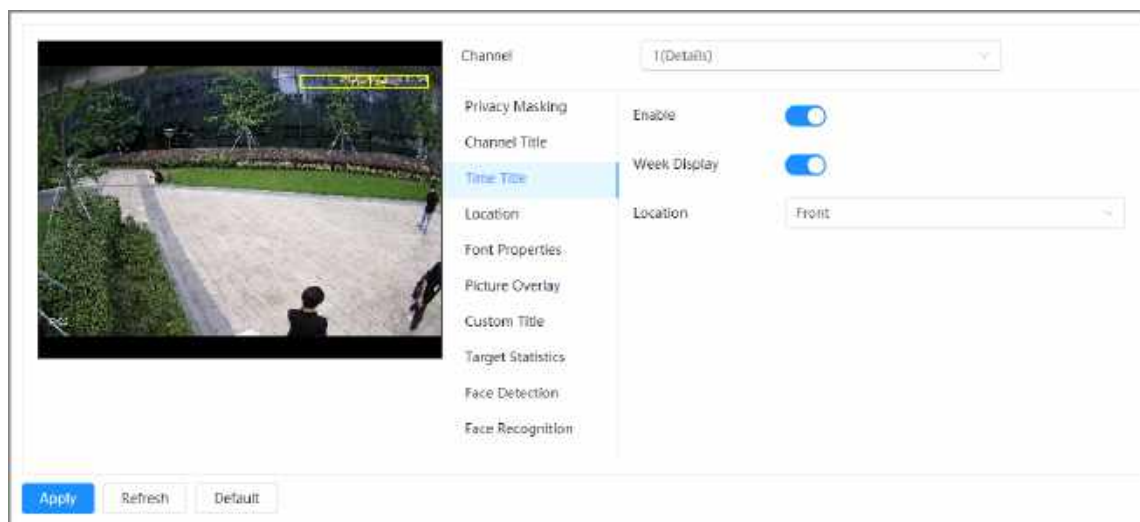 Channel
1(Details)
Privacy Masking
Channel Title
Time Title
Location
Font Properties
Picture Overlay
Custom Title
Target Statistics
Face Detection
Face Recognition
Enable
Week Display
Location
Front
Apply
Refresh
Default